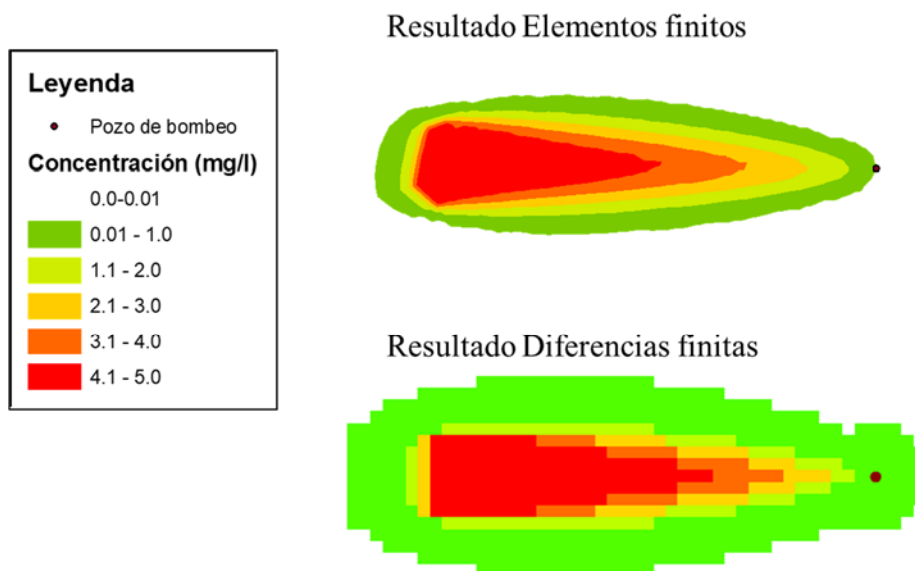 Resultado Elementos finitos
Leyenda
Pozo de bombeo
Concentración (mg/l)
0.0-0.01
0.01 - 1.0
1.1 - 2.0
2.1 - 3.0
3.1 - 4.0
4.1 - 5.0
Resultado Diferencias finitas